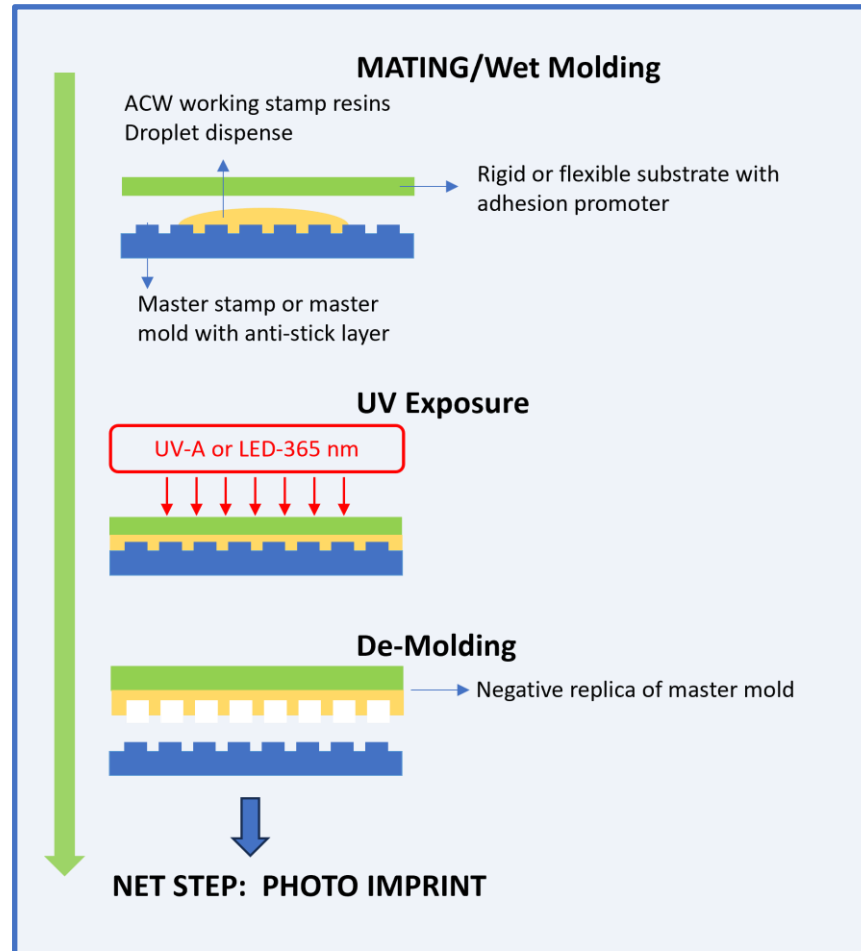 MATING/Wet Molding
ACW working stamp resins
Droplet dispense
Rigid or flexible substrate with
adhesion promoter
Master stamp or master
mold with anti-stick layer
UV Exposure
UV-A or LED-365 nm
De-Molding
Negative replica of master mold
NET STEP:  PHOTO IMPRINT